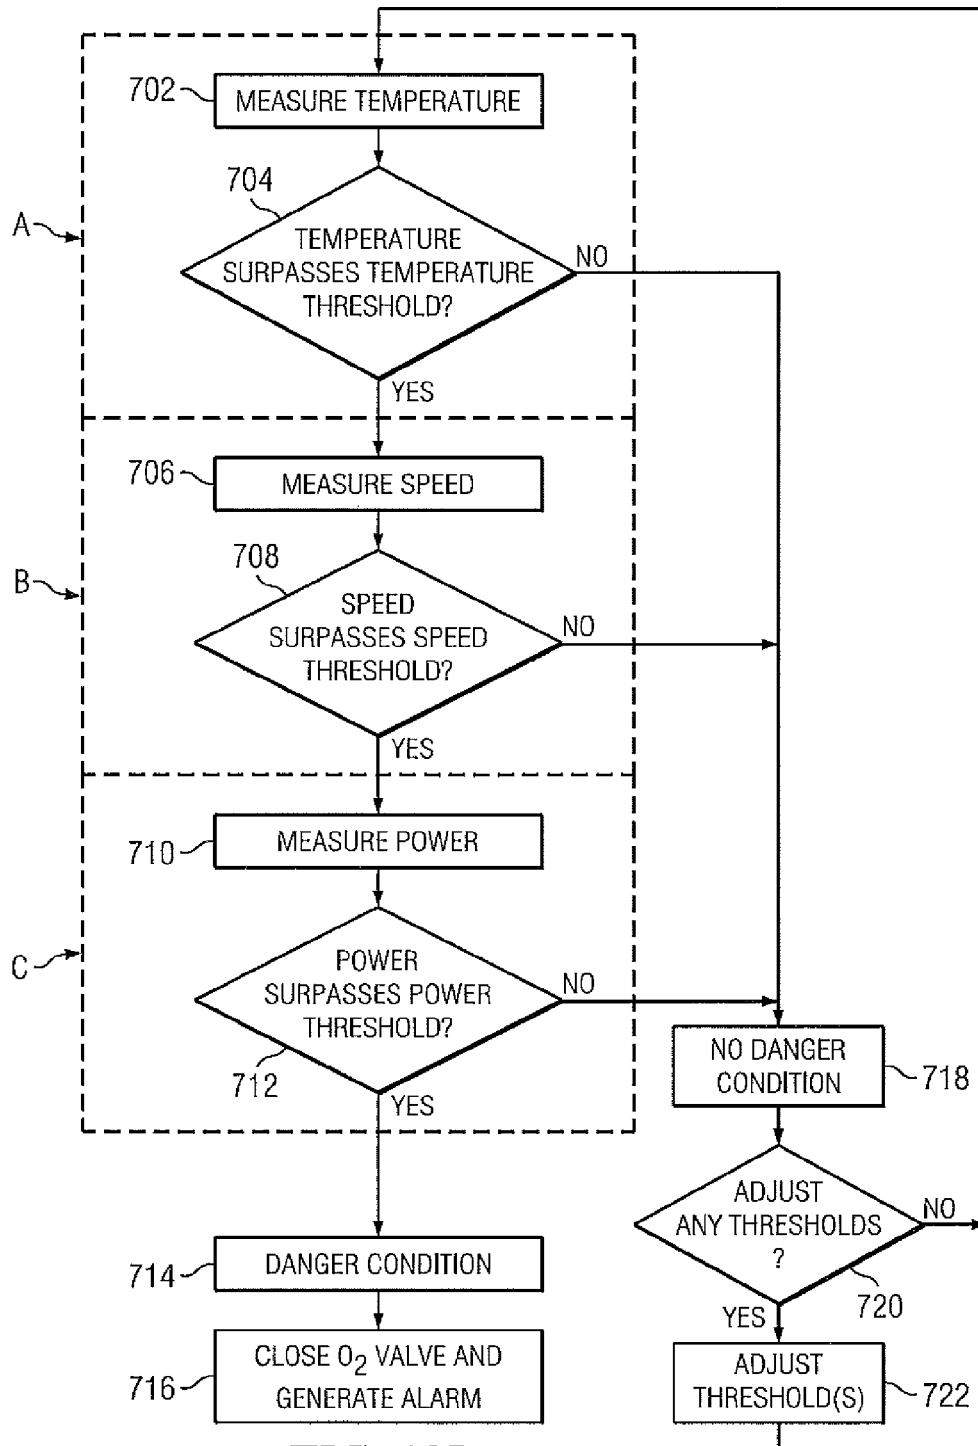 702
MEASURE TEMPERATURE
704
A
TEMPERATURE
SURPASSES TEMPERATURE
THRESHOLD?
NO
YES
706
MEASURE SPEED
708
B
SPEED
SURPASSES SPEED
THRESHOLD?
NO
YES
710
MEASURE POWER
C
POWER
SURPASSES POWER
THRESHOLD?
NO
712
YES
NO DANGER
CONDITION
718
ADJUST
ANY THRESHOLDS
?
NO
720
YES
714
DANGER CONDITION
716
CLOSE O2 VALVE AND
GENERATE ALARM
ADJUST
THRESHOLD(S)
722